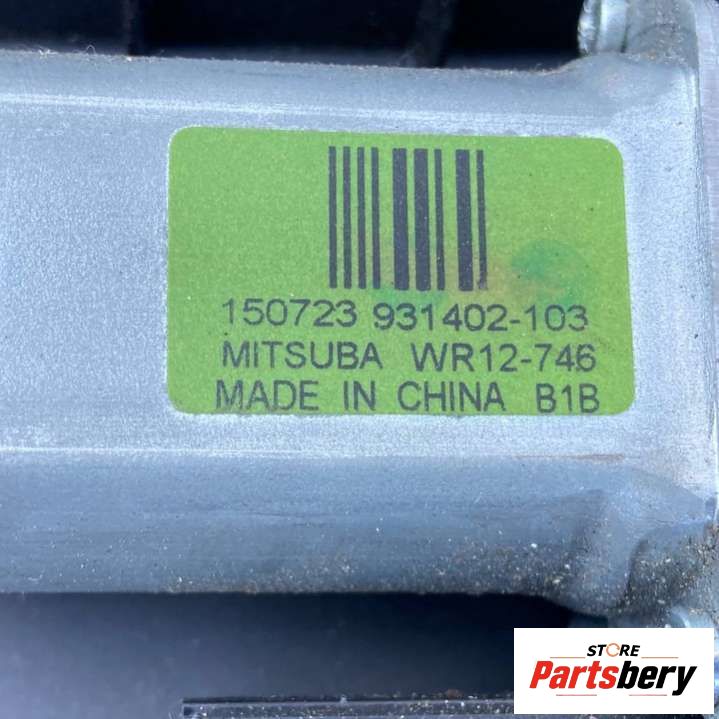 150723 931402-103
MITSUBA WR12-746
MADE IN CHINA B1B
STORE
Partsbery